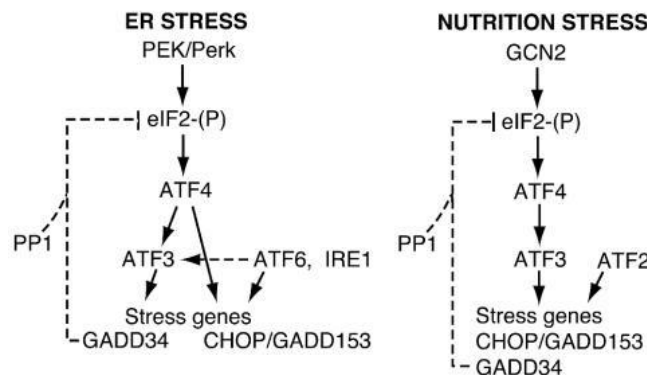 ER STRESS
PEK/Perk
eIF2-(P)
ATF4
PP1
ATF3
ATF6, IRE1
Stress genes
GADD34
CHOP/GADD153
NUTRITION STRESS
GCN2
eIF2-(P)
ATF4
PP1
ATF3
ATF2
Stress genes
CHOP/GADD153
GADD34